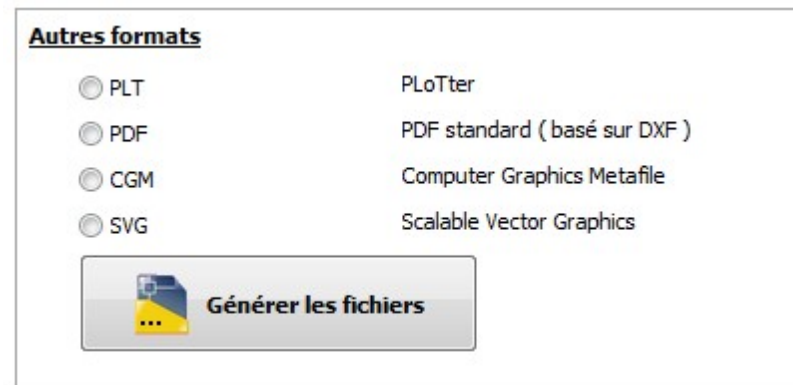 Autres formats
PLT PLoTter
PDF PDF standard ( basé sur DXF )
CGM Computer Graphics Metafile
SVG Scalable Vector Graphics
... Générer les fichiers